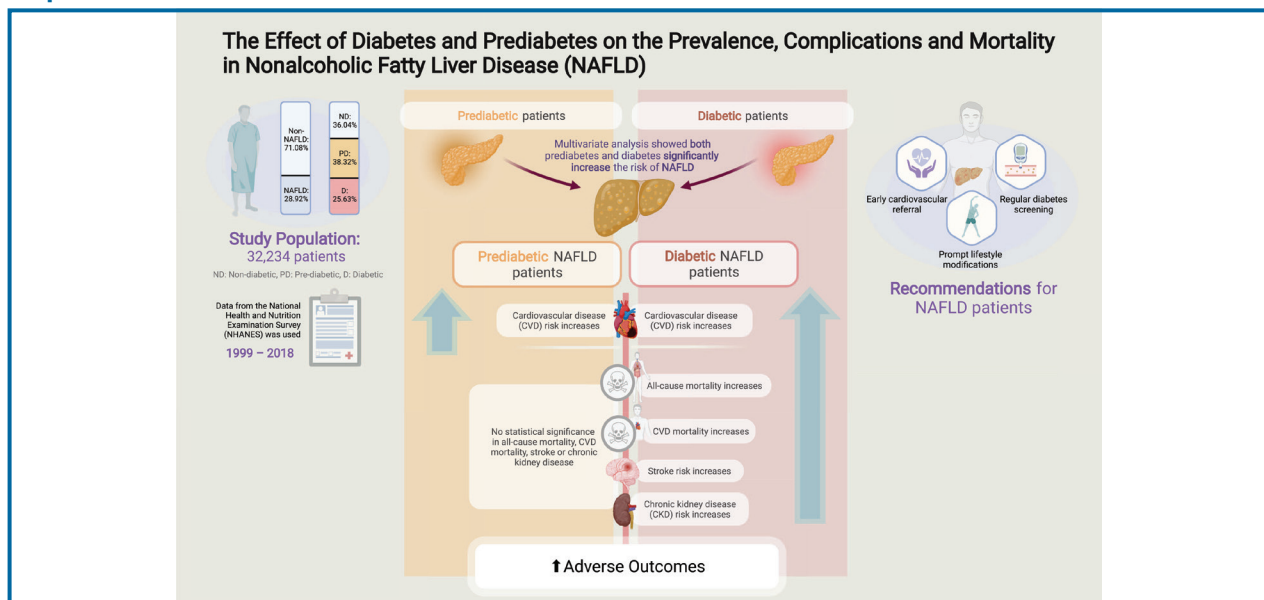 The Effect of Diabetes and Prediabetes on the Prevalence, Complications and Mortality
in Nonalcoholic Fatty Liver Disease (NAFLD)
Non-
NAFLD:
71.08%
NAFLD:
28.92%
ND:
36.04%
PD:
38.32%
D:
25.63%
Study Population:
32,234 patients
ND: Non-diabetic, PD: Pre-diabetic, D: Diabetic
Data from the National
Health and Nutrition
Examination Survey
(NHANES) was used
1999 – 2018
Prediabetic patients
Diabetic patients
Multivariate analysis showed both
prediabetes and diabetes significantly
increase the risk of NAFLD
Prediabetic NAFLD
patients
Diabetic NAFLD
patients
Cardiovascular disease
(CVD) risk increases
Cardiovascular disease
(CVD) risk increases
All-cause mortality increases
No statistical significance
in all-cause mortality, CVD
mortality, stroke or chronic
kidney disease
CVD mortality increases
Stroke risk increases
Chronic kidney disease
(CKD) risk increases
⬆Adverse Outcomes
Early cardiovascular
referral
Regular diabetes
screening
Prompt lifestyle
modifications
Recommendations for
NAFLD patients